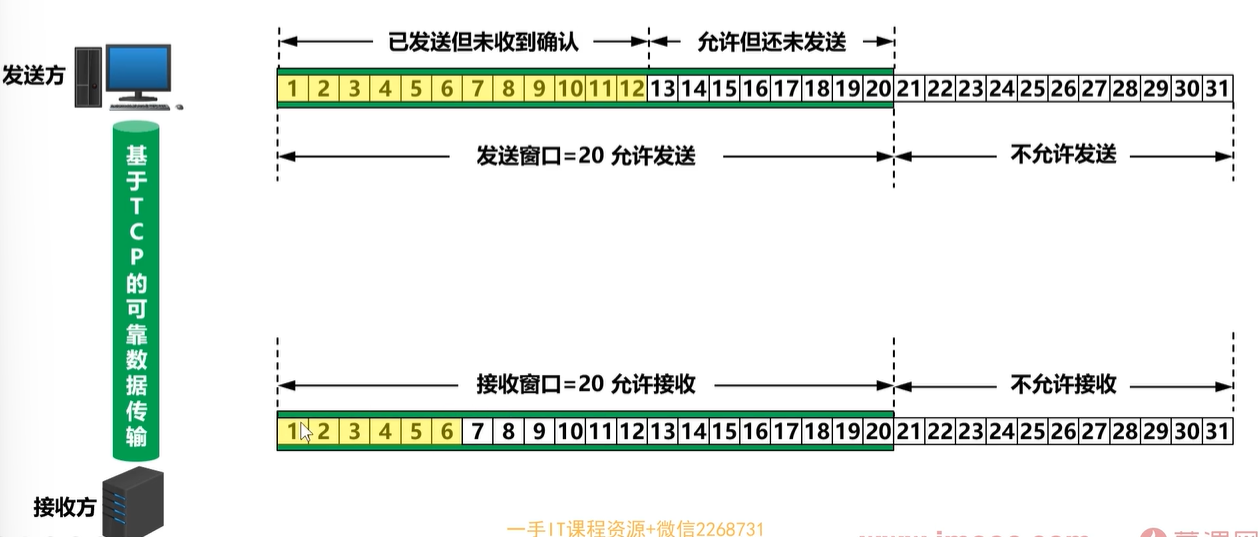 已发送但未收到确认 允许但还未发送
发送方
1 2 3 4 5 6 7 8 9 10 11 12 13 14 15 16 17 18 19 20 21 22 23 24 25 26 27 28 29 30 31
发送窗口=20 允许发送 不允许发送
基于TCP的可靠数据传输
接收窗口=20 允许接收 不允许接收
1 2 3 4 5 6 7 8 9 10 11 12 13 14 15 16 17 18 19 20 21 22 23 24 25 26 27 28 29 30 31
接收方
一手IT课程资源+微信2268731